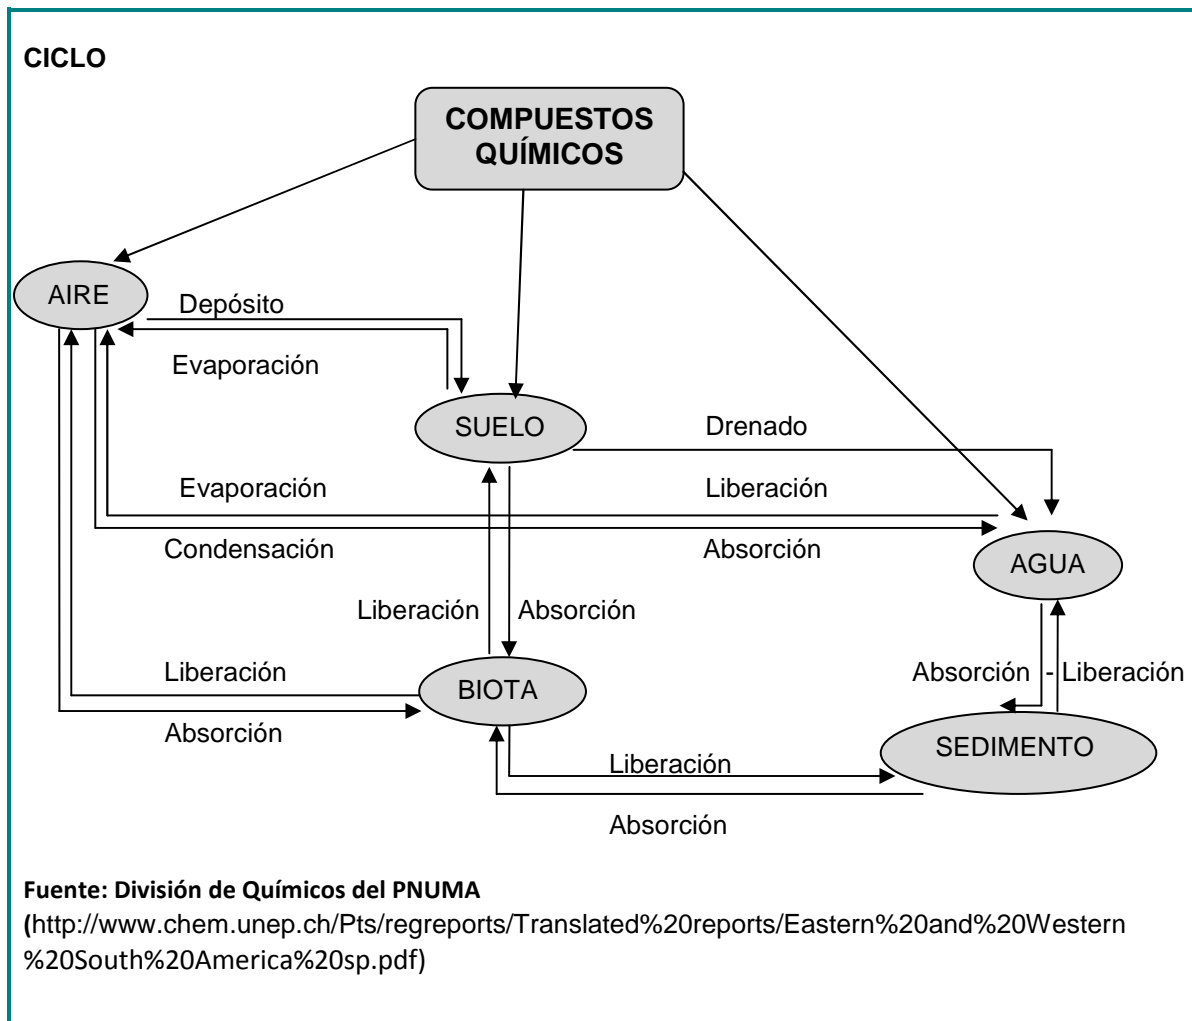 CICLO
COMPUESTOS
QUÍMICOS
AIRE
Depósito
Evaporación
SUELO
Drenado
Evaporación
Liberación
Condensación
Absorción
AGUA
Liberación
Absorción
Liberación
BIOTA
Absorción - Liberación
Absorción
SEDIMENTO
Liberación
Absorción
Fuente: División de Químicos del PNUMA
(http://www.chem.unep.ch/Pts/regreports/Translated%20reports/Eastern%20and%20Western
%20South%20America%20sp.pdf)